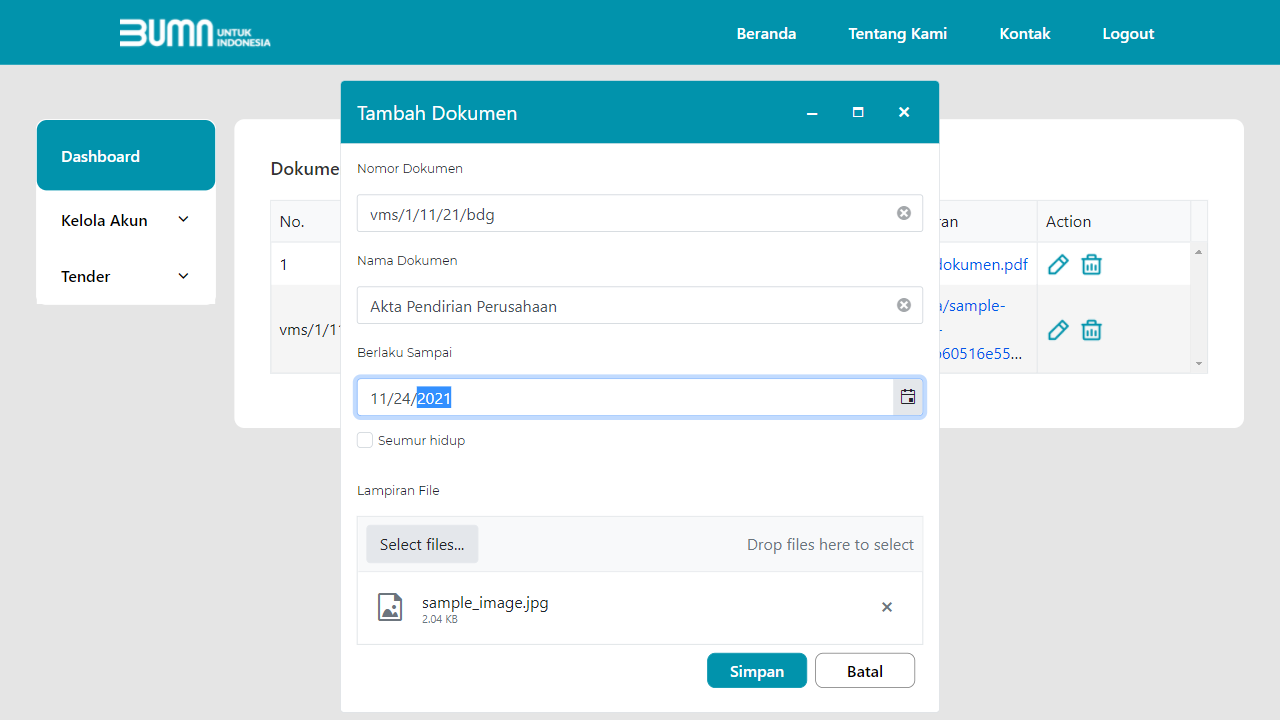 BUMN UNTUK INDONESIA
Beranda
Tentang Kami
Kontak
Logout
Tambah Dokumen
Dashboard
Kelola Akun
Tender
Nomor Dokumen
vms/1/11/21/bdg
Nama Dokumen
Akta Pendirian Perusahaan
Berlaku Sampai
11/24/2021
Seumur hidup
Lampiran File
Select files...
Drop files here to select
sample_image.jpg
2.04 KB
Simpan
Batal
No.
Action
1
dokumen.pdf
vms/1/11
/sample-
60516e55...